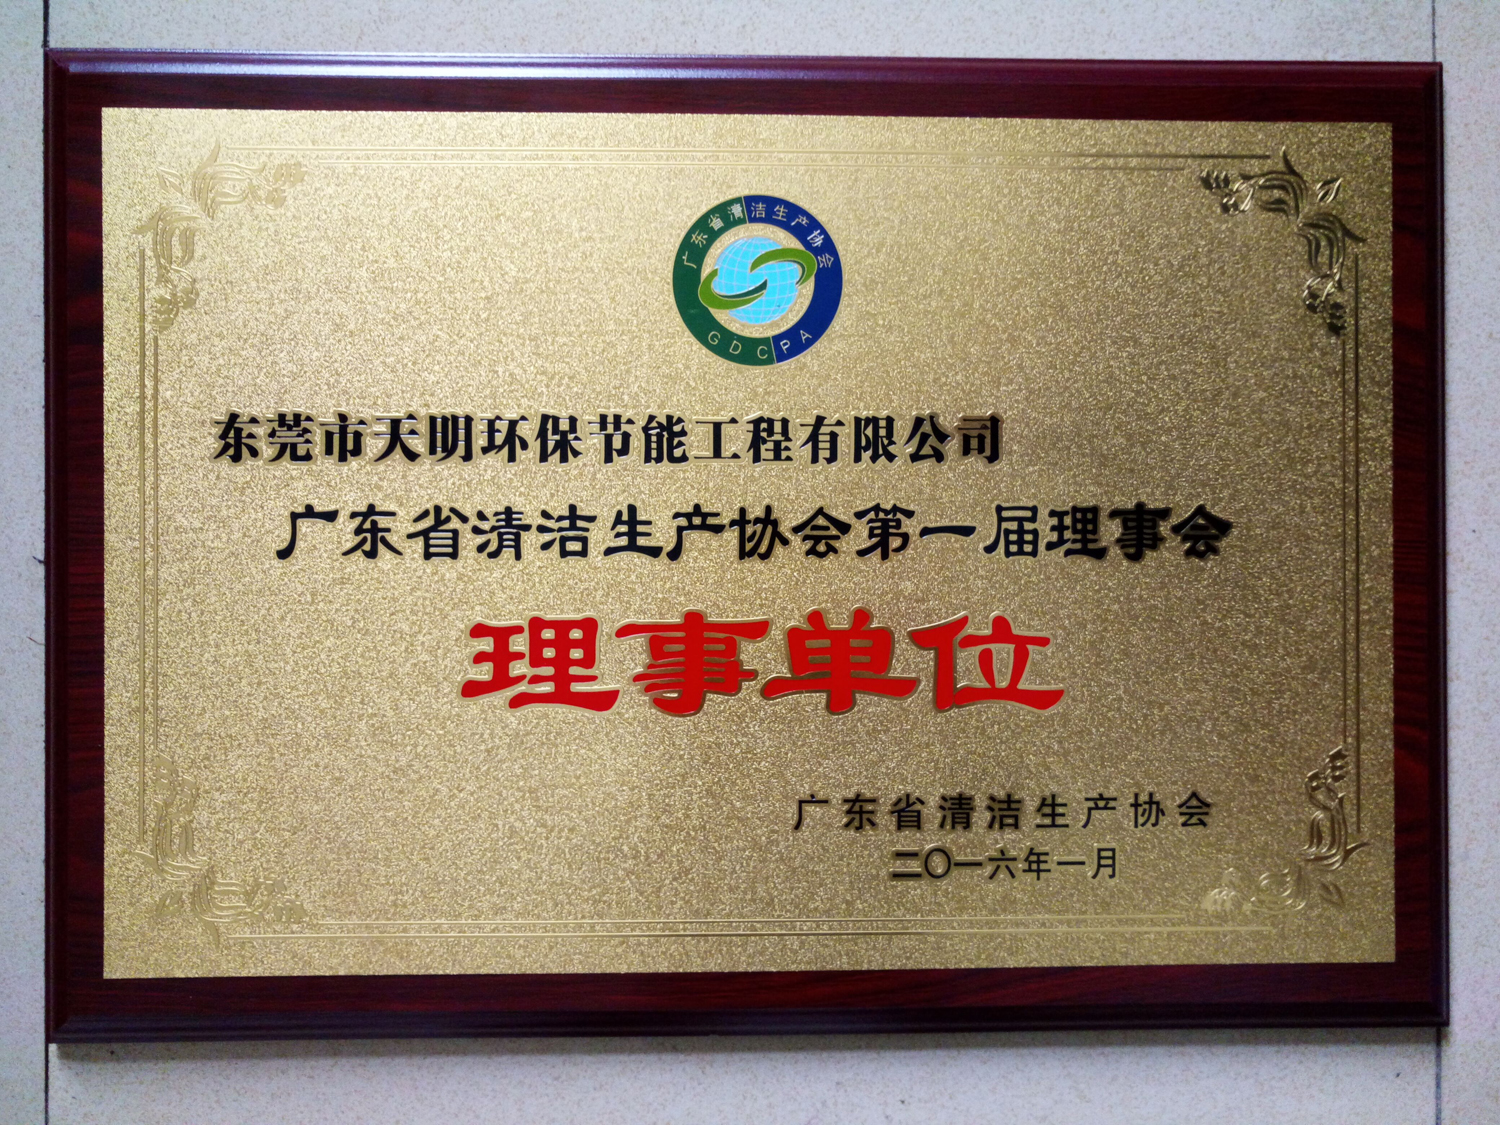 广东省清洁生产协会
GDCPA
东莞市天明环保节能工程有限公司
广东省清洁生产协会第一届理事会
理事单位
广东省清洁生产协会
二〇一六年一月